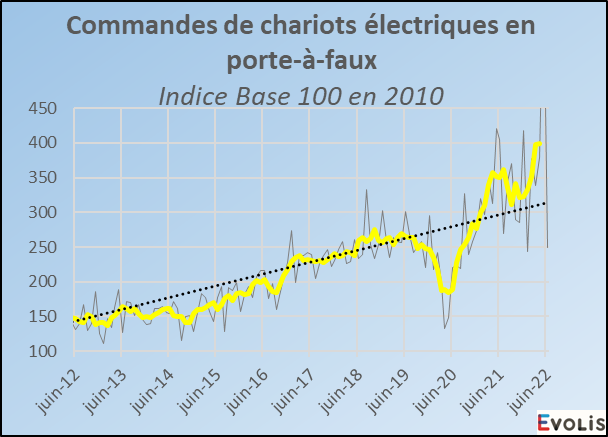 Commandes de chariots électriques en
porte-à-faux
Indice Base 100 en 2010
450
400
350
300
250
200
150
100
juin-12
juin-13
juin-14
juin-15
juin-16
juin-17
juin-18
juin-19
juin-20
juin-21
juin-22
EVOLIS